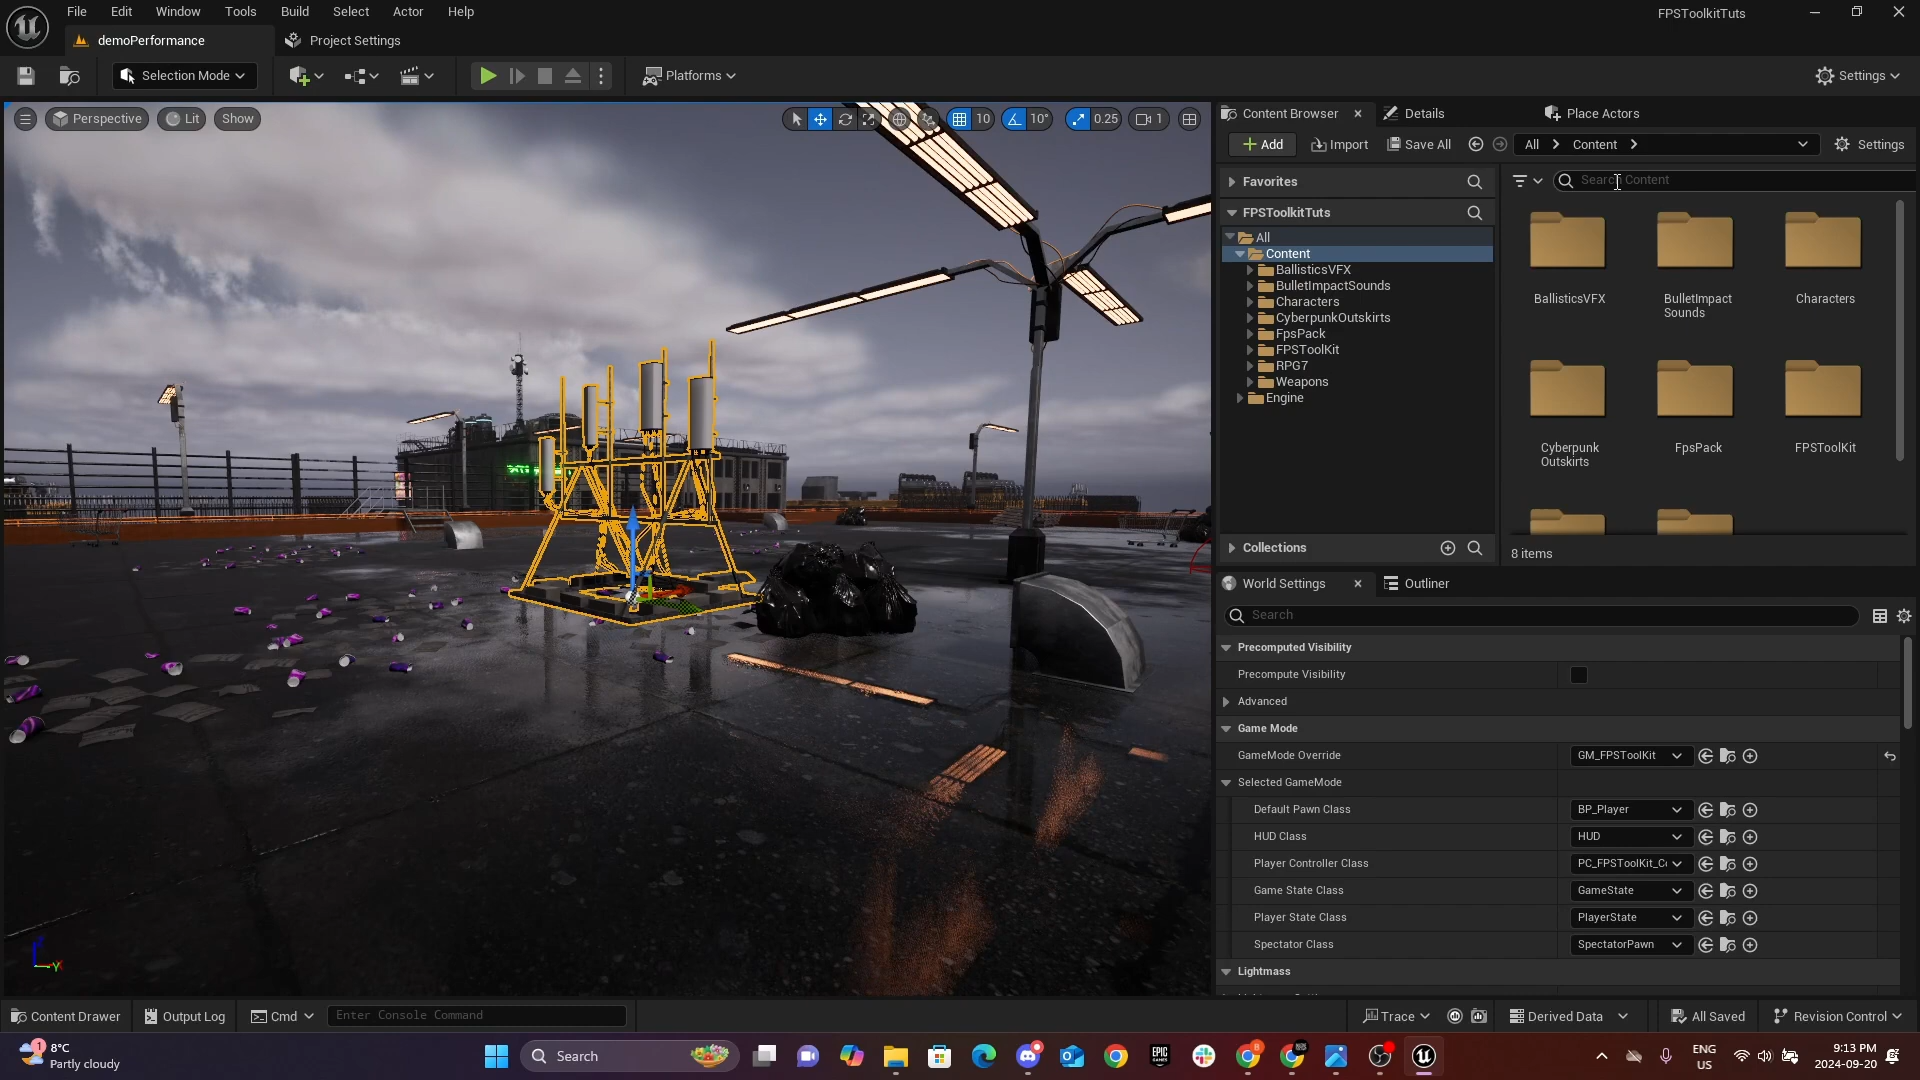 File Edit Window Tools Build Select Actor Help
FPSToolkitTuts
demoPerformance
Project Settings
Selection Mode
Platforms
Settings
Perspective
Lit
Show
10
10°
0.25
1
Content Browser
Details
Place Actors
Add
Import
Save All
All
Content
Settings
Favorites
Search Content
FPSToolkitTuts
All
Content
BallisticsVFX
BulletImpactSounds
Characters
CyberpunkOutskirts
FpsPack
FPSToolKit
RPG7
Weapons
Engine
BallisticsVFX
BulletImpact
Sounds
Characters
Cyberpunk
Outskirts
FpsPack
FPSToolKit
Collections
8 items
World Settings
Outliner
Search
Precomputed Visibility
Precompute Visibility
Advanced
Game Mode
GameMode Override
GM_FPSToolKit
Selected GameMode
Default Pawn Class
BP_Player
HUD Class
HUD
Player Controller Class
PC_FPSToolKit_Co
Game State Class
GameState
Player State Class
PlayerState
Spectator Class
SpectatorPawn
Lightmass
Content Drawer
Output Log
Cmd
Enter Console Command
Trace
Derived Data
All Saved
Revision Control
1
8°C
Partly cloudy
Search
EPIC
GAMES
ENG
US
9:13 PM
2024-09-20